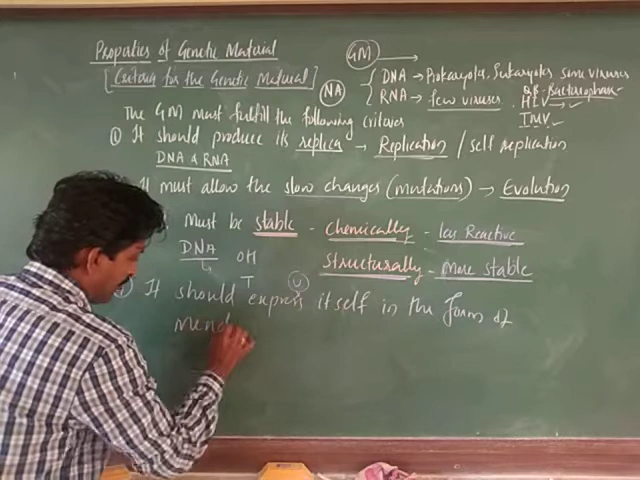 Properties of Genetic Material
[Criteria for the Genetic Material]
GM →
NA
DNA → Prokaryotes, Eukaryotes some viruses
RNA → few viruses.
Qβ - Bacteriophage
HIV → ✓
TMV. ✓
The GM must fulfill the following criterias
① It should produce its replica → Replication / self replication
DNA & RNA
It must allow the slow changes (mutations) → Evolution
Must be stable - Chemically - less Reactive
DNA OH Structurally - More stable
T U
It should express itself in the form of
Mend